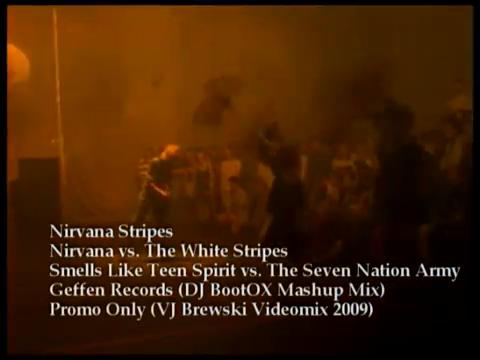 Nirvana Stripes
Nirvana vs. The White Stripes
Smells Like Teen Spirit vs. The Seven Nation Army
Geffen Records (DJ BootOX Mashup Mix)
Promo Only (VJ Brewski Videomix 2009)